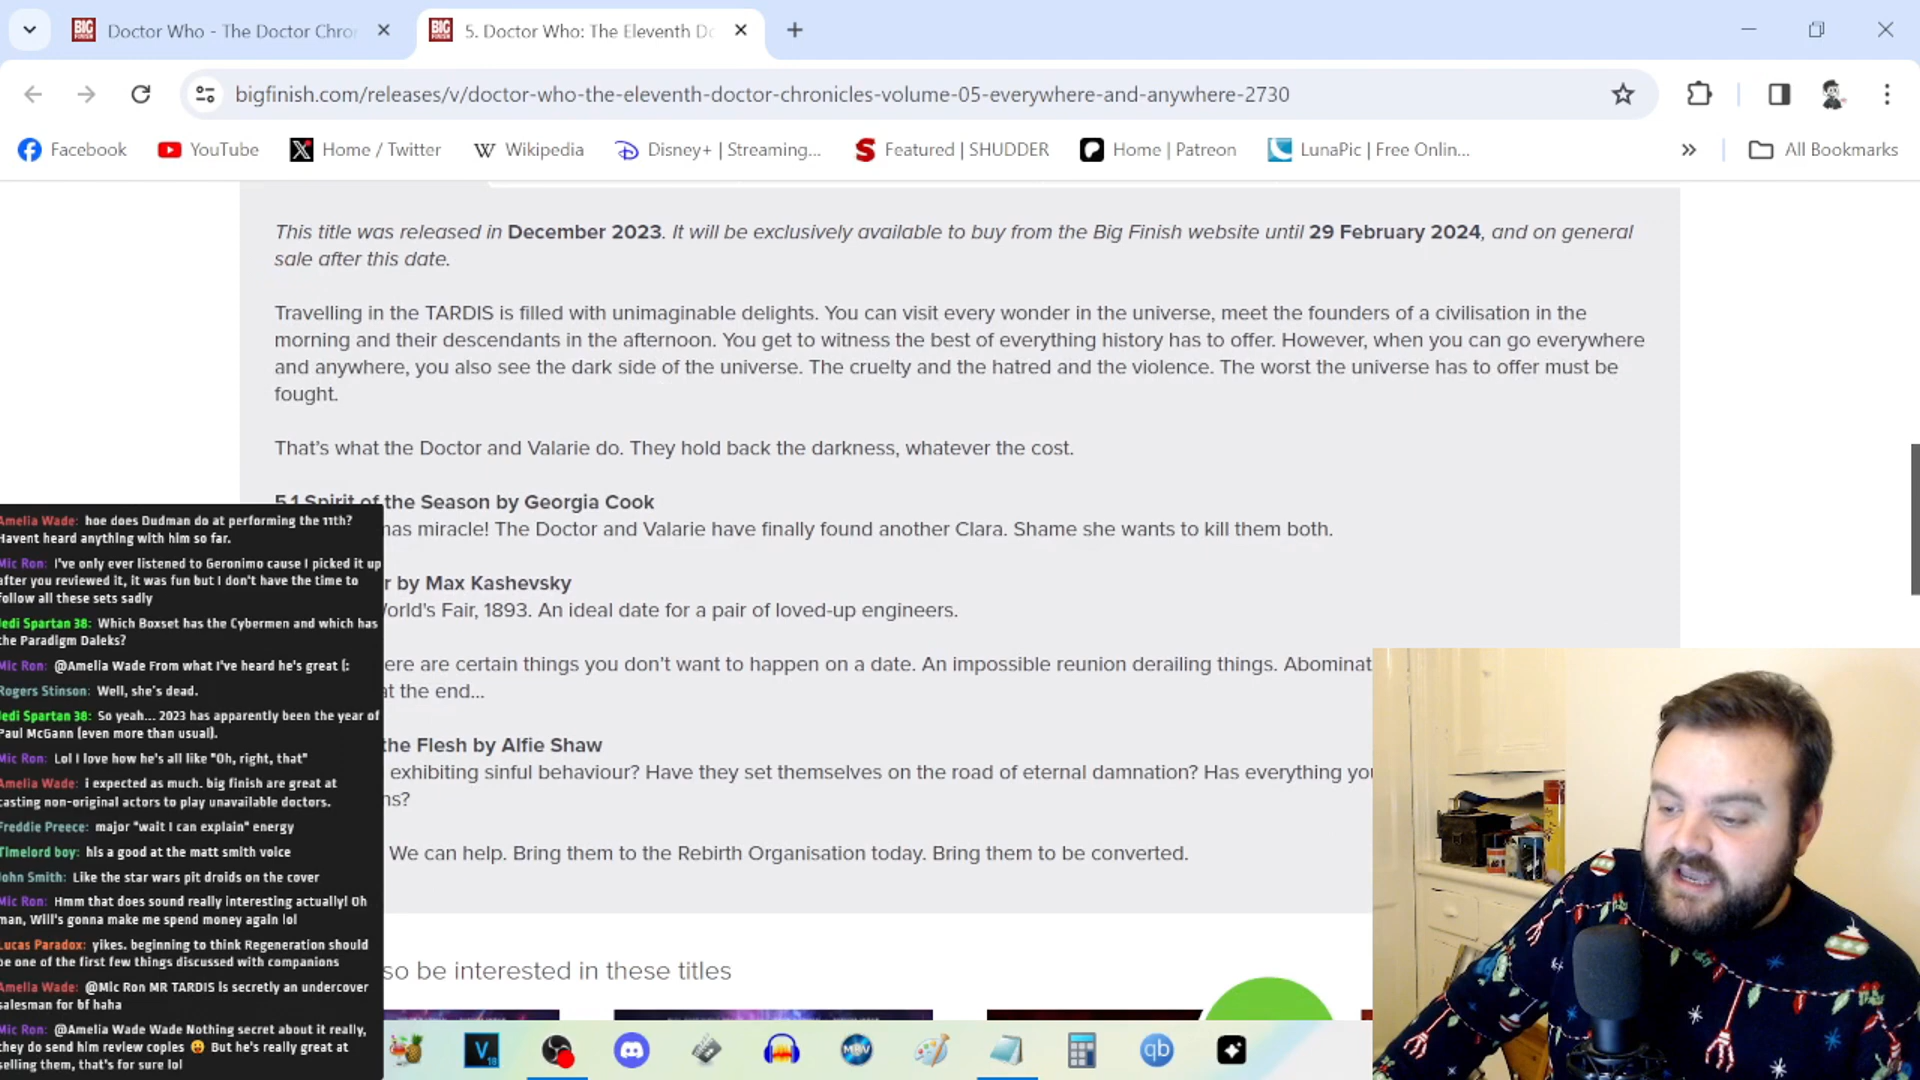 Doctor Who - The Doctor Chro
5. Doctor Who: The Eleventh Do
bigfinish.com/releases/v/doctor-who-the-eleventh-doctor-chronicles-volume-05-everywhere-and-anywhere-2730
Facebook
YouTube
Home / Twitter
Wikipedia
Disney+ | Streaming...
Featured | SHUDDER
Home | Patreon
LunaPic | Free Onlin...
All Bookmarks
This title was released in December 2023. It will be exclusively available to buy from the Big Finish website until 29 February 2024, and on general
sale after this date.
Travelling in the TARDIS is filled with unimaginable delights. You can visit every wonder in the universe, meet the founders of a civilisation in the
morning and their descendants in the afternoon. You get to witness the best of everything history has to offer. However, when you can go everywhere
and anywhere, you also see the dark side of the universe. The cruelty and the hatred and the violence. The worst the universe has to offer must be
fought.
That's what the Doctor and Valarie do. They hold back the darkness, whatever the cost.
5.1 Spirit of the Season by Georgia Cook
mas miracle! The Doctor and Valarie have finally found another Clara. Shame she wants to kill them both.
r by Max Kashevsky
World's Fair, 1893. An ideal date for a pair of loved-up engineers.
ere are certain things you don't want to happen on a date. An impossible reunion derailing things. Abominat
at the end...
the Flesh by Alfie Shaw
exhibiting sinful behaviour? Have they set themselves on the road of eternal damnation? Has everything you
ns?
We can help. Bring them to the Rebirth Organisation today. Bring them to be converted.
so be interested in these titles
Amelia Wade: hoe does Dudman do at performing the 11th?
Havent heard anything with him so far.
Mic Ron: I've only ever listened to Geronimo cause I picked it up
after you reviewed it, it was fun but I don't have the time to
follow all these sets sadly
Jedi Spartan 38: Which Boxset has the Cybermen and which has
the Paradigm Daleks?
Mic Ron: @Amelia Wade From what I've heard he's great (:
Rogers Stinson: Well, she's dead.
Jedi Spartan 38: So yeah... 2023 has apparently been the year of
Paul McGann (even more than usual).
Mic Ron: Lol I love how he's all like "Oh, right, that"
Amelia Wade: i expected as much. big finish are great at
casting non-original actors to play unavailable doctors.
Freddie Preece: major "wait I can explain" energy
Timelord boy: his a good at the matt smith voice
John Smith: Like the star wars pit droids on the cover
Mic Ron: Hmm that does sound really interesting actually! Oh
man, Will's gonna make me spend money again lol
Lucas Paradox: yikes. beginning to think Regeneration should
be one of the first few things discussed with companions
Amelia Wade: @Mic Ron MR TARDIS is secretly an undercover
salesman for bf haha
Mic Ron: @Amelia Wade Wade Nothing secret about it really,
they do send him review copies 😛 But he's really great at
selling them, that's for sure lol